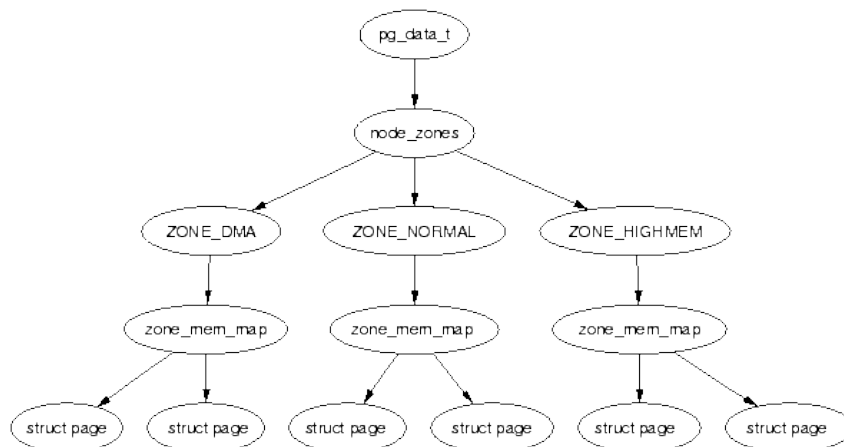 pg_data_t
node_zones
ZONE_DMA ZONE_NORMAL ZONE_HIGHMEM
zone_mem_map zone_mem_map zone_mem_map
struct page struct page struct page struct page struct page struct page